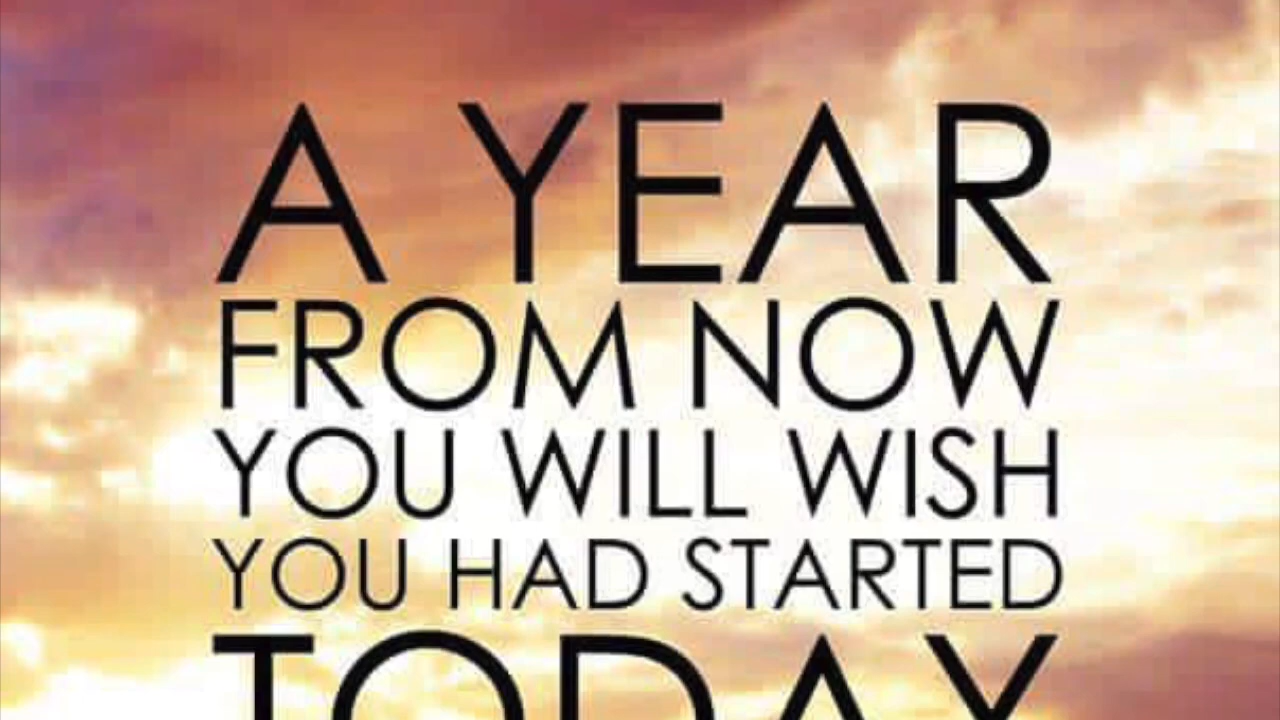 A YEAR
FROM NOW
YOU WILL WISH
YOU HAD STARTED
TODAY